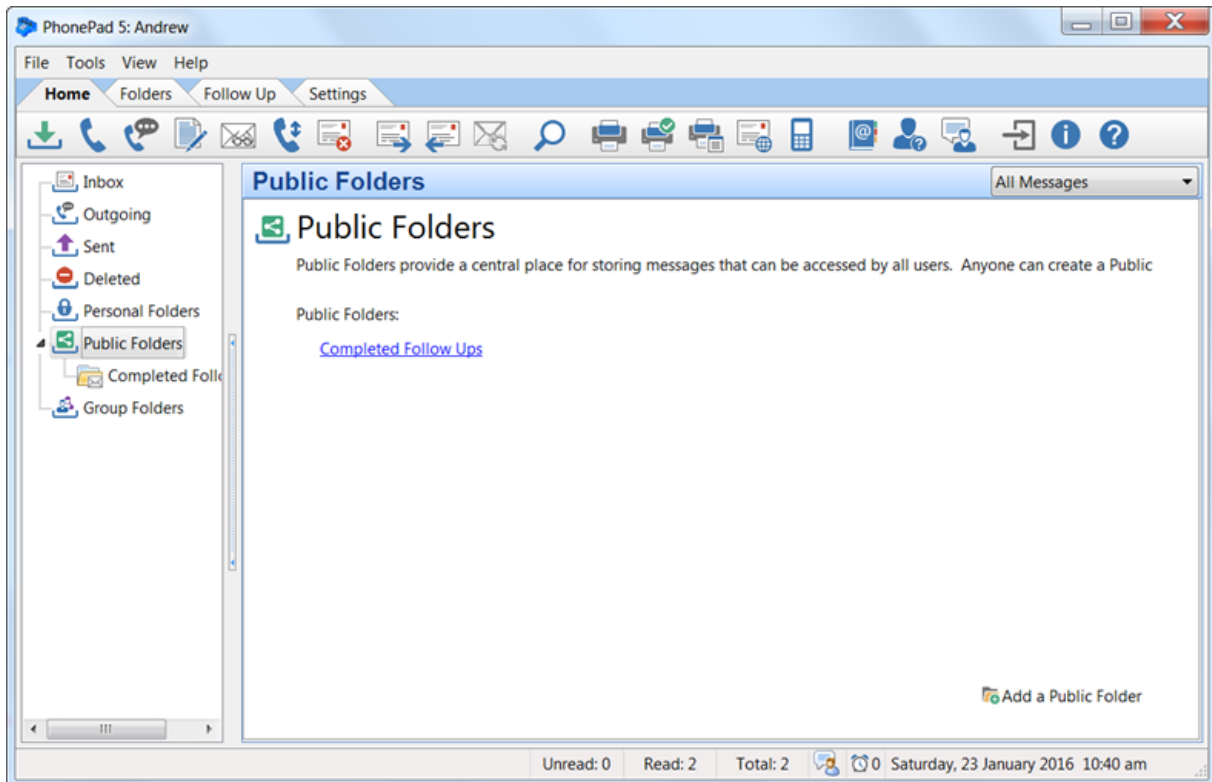 PhonePad 5: Andrew
File Tools View Help
Home Folders Follow Up Settings
Inbox
Outgoing
Sent
Deleted
Personal Folders
Public Folders
Completed Follo
Group Folders
Public Folders
All Messages
Public Folders
Public Folders provide a central place for storing messages that can be accessed by all users. Anyone can create a Public
Public Folders:
Completed Follow Ups
Add a Public Folder
Unread: 0 Read: 2 Total: 2 0 Saturday, 23 January 2016 10:40 am